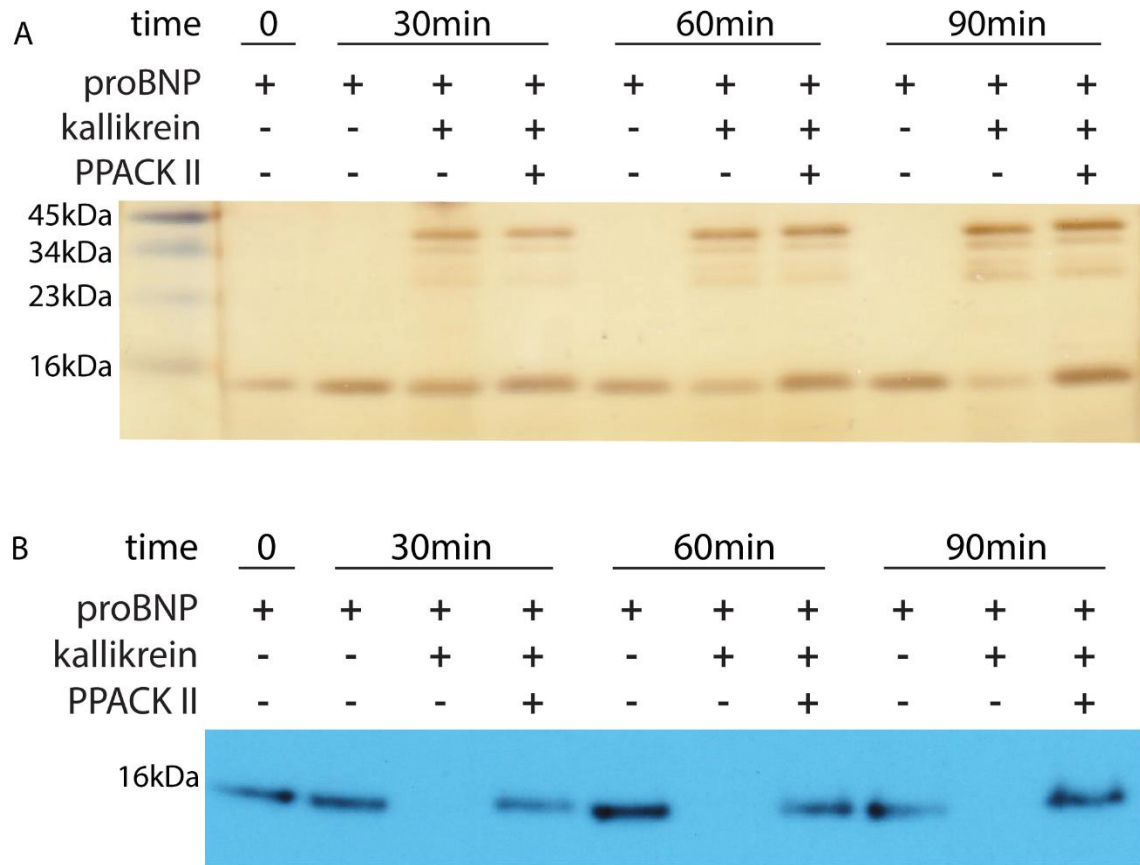 A time 0 30min 60min 90min
proBNP + + + + + + + + + +
kallikrein - - + + - + + - + +
PPACK II - - - + - - + - - +
45kDa
34kDa
23kDa
16kDa
B time 0 30min 60min 90min
proBNP + + + + + + + + + +
kallikrein - - + + - + + - + +
PPACK II - - - + - - + - - +
16kDa